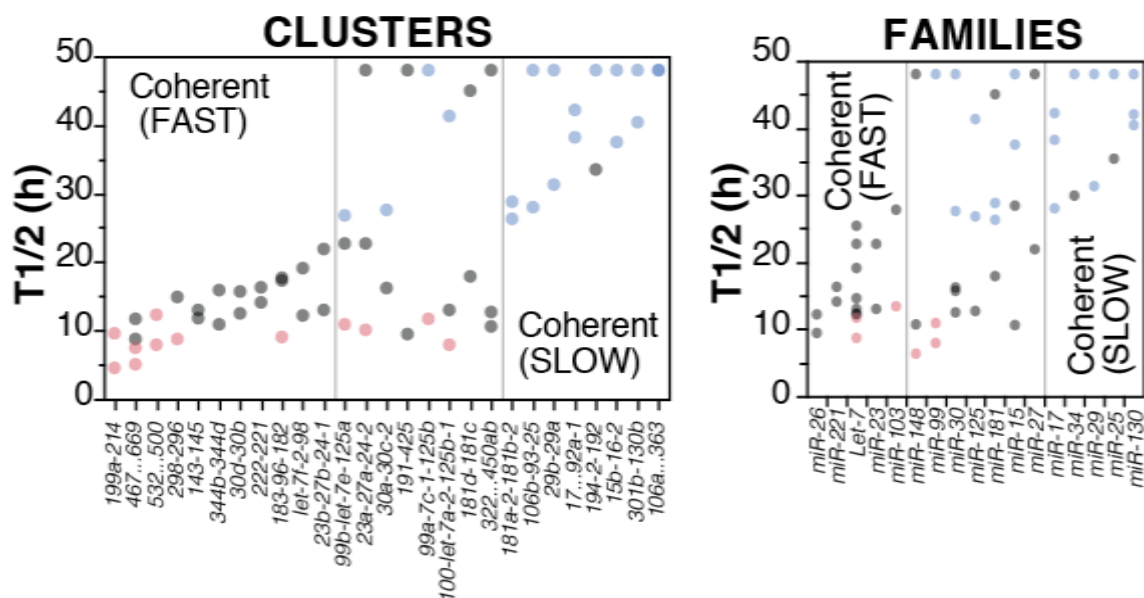 CLUSTERS
T1/2 (h)
50
40
30
20
10
0
Coherent
(FAST)
Coherent
(SLOW)
199a-214
467...669
532...500
298-296
143-145
344b-344d
30d-30b
222-221
183-96-182
let-7f-2-98
23b-27b-24-1
99b-let-7e-125a
23a-27a-24-2
30a-30c-2
191-425
99a-7c-1-125b
100-let-7a-2-125b-1
181d-181c
322...450ab
181a-2-181b-2
106b-93-25
29b-29a
17...92a-1
194-2-192
15b-16-2
301b-130b
106a...363
FAMILIES
T1/2 (h)
50
40
30
20
10
0
Coherent
(FAST)
Coherent
(SLOW)
miR-26
miR-221
Let-7
miR-23
miR-103
miR-148
miR-99
miR-30
miR-125
miR-181
miR-15
miR-27
miR-17
miR-34
miR-29
miR-25
miR-130